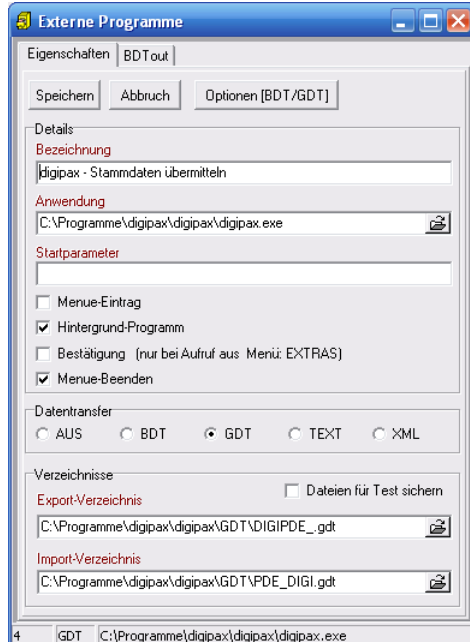 Externe Programme
Eigenschaften BDTout
Speichern Abbruch Optionen [BDT/GDT]
Details
Bezeichnung
digipax - Stammdaten übermitteln
Anwendung
C:\Programme\digipax\digipax\digipax.exe
Startparameter
Menue-Eintrag
Hintergrund-Programm
Bestätigung (nur bei Aufruf aus Menü: EXTRAS)
Menue-Beenden
Datentransfer
AUS BDT GDT TEXT XML
Verzeichnisse
Dateien für Test sichern
Export-Verzeichnis
C:\Programme\digipax\digipax\GDT\DIGIPDE_.gdt
Import-Verzeichnis
C:\Programme\digipax\digipax\GDT\PDE_DIGI.gdt
4 GDT C:\Programme\digipax\digipax\digipax.exe